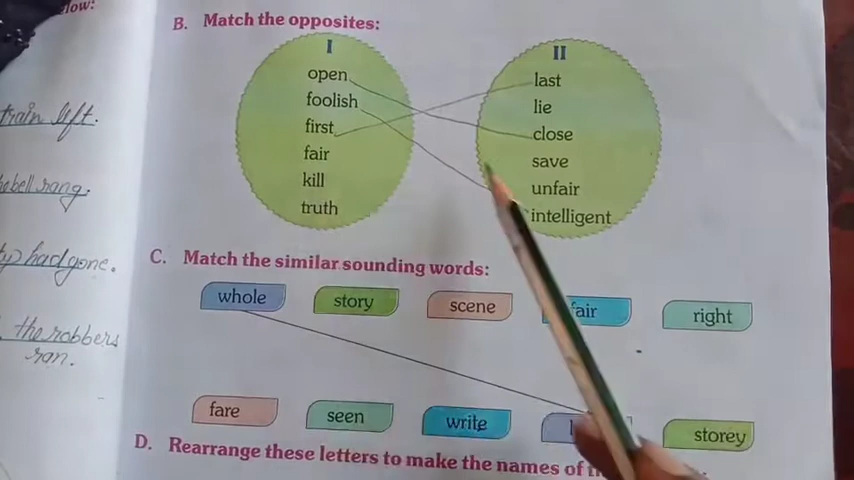 low:
train lift.
bell rang.
had gone.
the robbers
ran.
B. Match the opposites:
I
open
foolish
first
fair
kill
truth
II
last
lie
close
save
unfair
intelligent
C. Match the similar sounding words:
whole story scene fair right
fare seen write storey
D. Rearrange these letters to make the names of